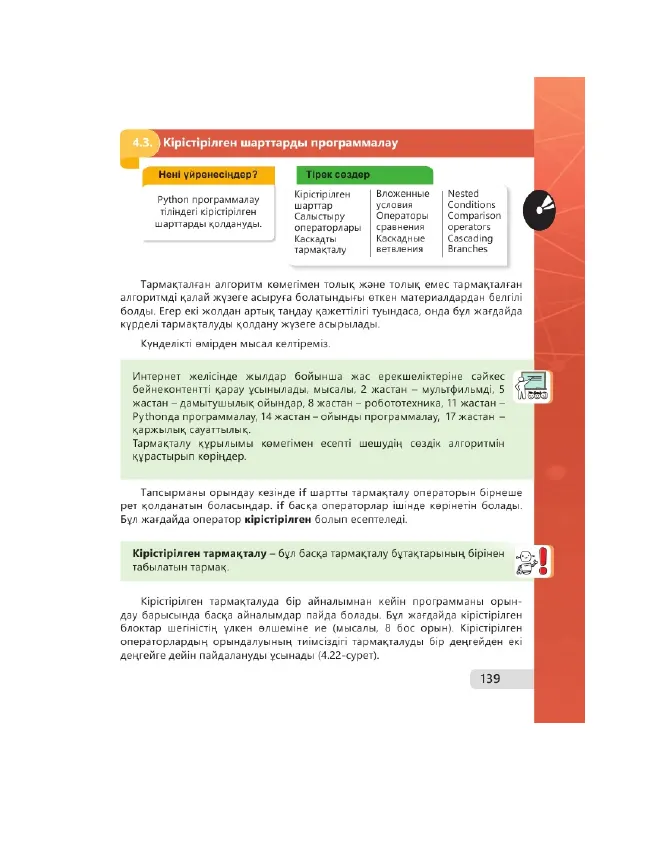 4.3. Кірістірілген шарттарды программалау
Нені үйренесіңдер?
Python программалау
тіліндегі кірістірілген
шарттарды қолдануды.
Тірек сөздер
Кірістірілген
шарттар
Салыстыру
операторлары
Каскадты
тармақталу
Вложенные
условия
Операторы
сравнения
Каскадные
ветвления
Nested
Conditions
Comparison
operators
Cascading
Branches
Тармақталған алгоритм көмегімен толық және толық емес тармақталған
алгоритмді қалай жүзеге асыруға болатындығы өткен материалдардан белгілі
болды. Егер екі жолдан артық таңдау қажеттілігі туындаса, онда бұл жағдайда
күрделі тармақталуды қолдану жүзеге асырылады.
Күнделікті өмірден мысал келтіреміз.
Интернет желісінде жылдар бойынша жас ерекшеліктеріне сәйкес
бейнеконтентті қарау ұсынылады, мысалы, 2 жастан – мультфильмді, 5
жастан – дамытушылық ойындар, 8 жастан – робототехника, 11 жастан –
Pythonда программалау, 14 жастан – ойынды программалау, 17 жастан –
қаржылық сауаттылық.
Тармақталу құрылымы көмегімен есепті шешудің сөздік алгоритмін
құрастырып көріңдер.
Тапсырманы орындау кезінде if шартты тармақталу операторын бірнеше
рет қолданатын боласыңдар. if басқа операторлар ішінде көрінетін болады.
Бұл жағдайда оператор кірістірілген болып есептеледі.
Кірістірілген тармақталу – бұл басқа тармақталу бұтақтарының бірінен
табылатын тармақ.
Кірістірілген тармақталуда бір айналымнан кейін программаны орын-
дау барысында басқа айналымдар пайда болады. Бұл жағдайда кірістірілген
блоктар шегіністің үлкен өлшеміне ие (мысалы, 8 бос орын). Кірістірілген
операторлардың орындалуының тиімсіздігі тармақталуды бір деңгейден екі
деңгейге дейін пайдалануды ұсынады (4.22-сурет).
139